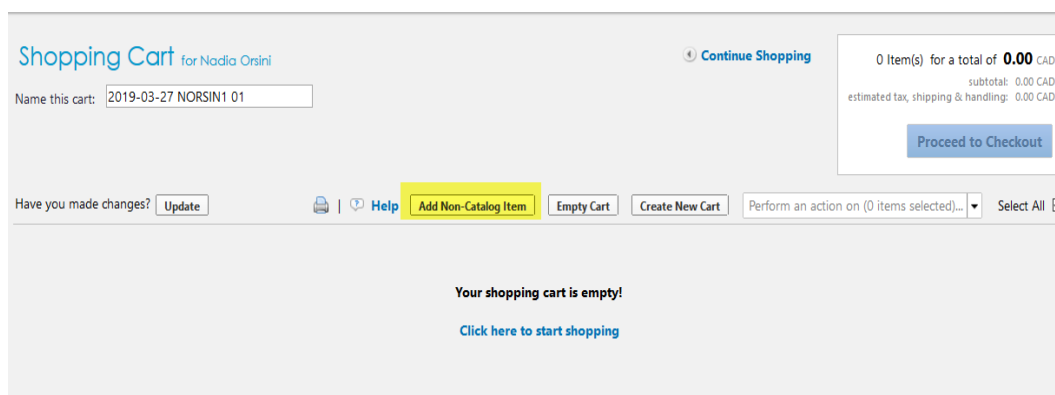 Shopping Cart for Nadia Orsini
Continue Shopping
0 Item(s) for a total of 0.00 CAD
Name this cart: 2019-03-27 NORSIN1 01
subtotal: 0.00 CAD
estimated tax, shipping & handling: 0.00 CAD
Proceed to Checkout
Have you made changes? Update | Help Add Non-Catalog Item Empty Cart Create New Cart Perform an action on (0 items selected)... Select All
Your shopping cart is empty!
Click here to start shopping